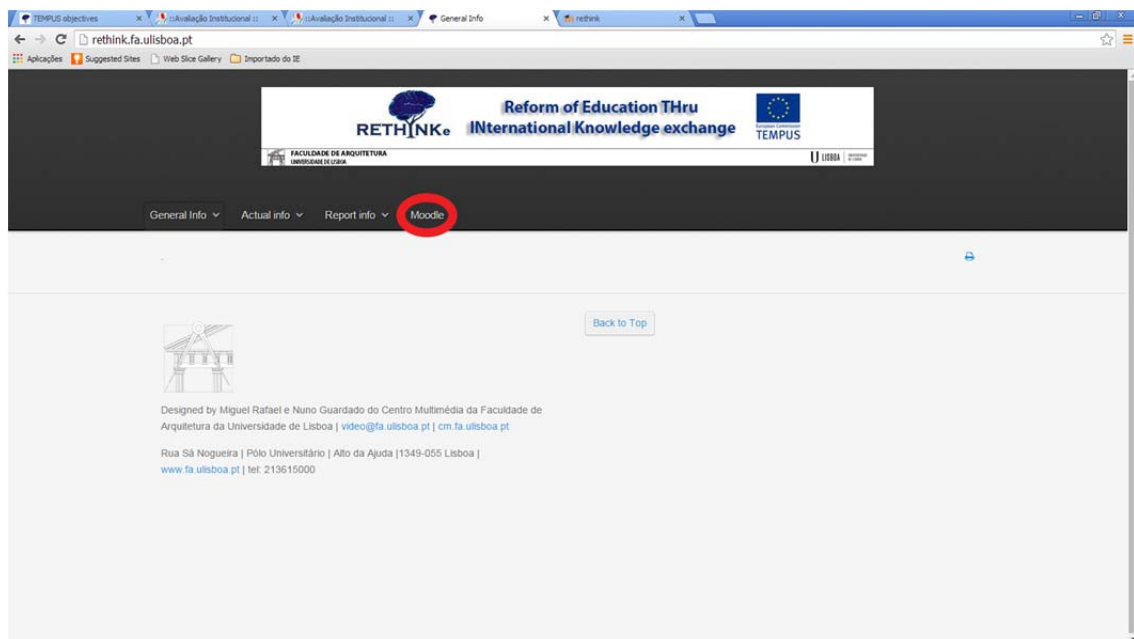 TEMPUS objectives
::Avaliação Institucional ::
::Avaliação Institucional ::
General Info
rethink
rethink.fa.ulisboa.pt
Aplicações
Suggested Sites
Web Slice Gallery
Importado do IE
RETHINKe
Reform of Education THru
INternational Knowledge exchange
European Commission
TEMPUS
FACULDADE DE ARQUITETURA
UNIVERSIDADE DE LISBOA
LISBOA
General Info
Actual info
Report info
Moodle
Back to Top
Designed by Miguel Rafael e Nuno Guardado do Centro Multimédia da Faculdade de
Arquitetura da Universidade de Lisboa | video@fa.ulisboa.pt | cm.fa.ulisboa.pt
Rua Sá Nogueira | Pólo Universitário | Alto da Ajuda |1349-055 Lisboa |
www.fa.ulisboa.pt | tel: 213615000